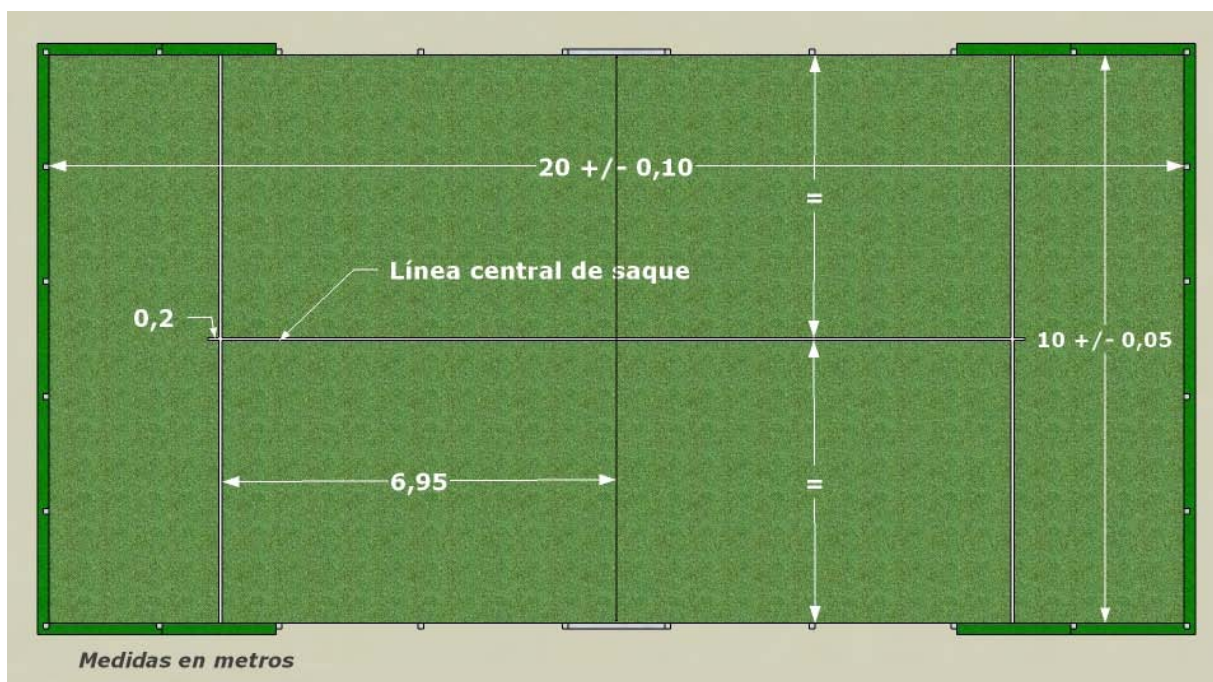 20 +/- 0,10
=
Línea central de saque
0,2
10 +/- 0,05
6,95
=
Medidas en metros